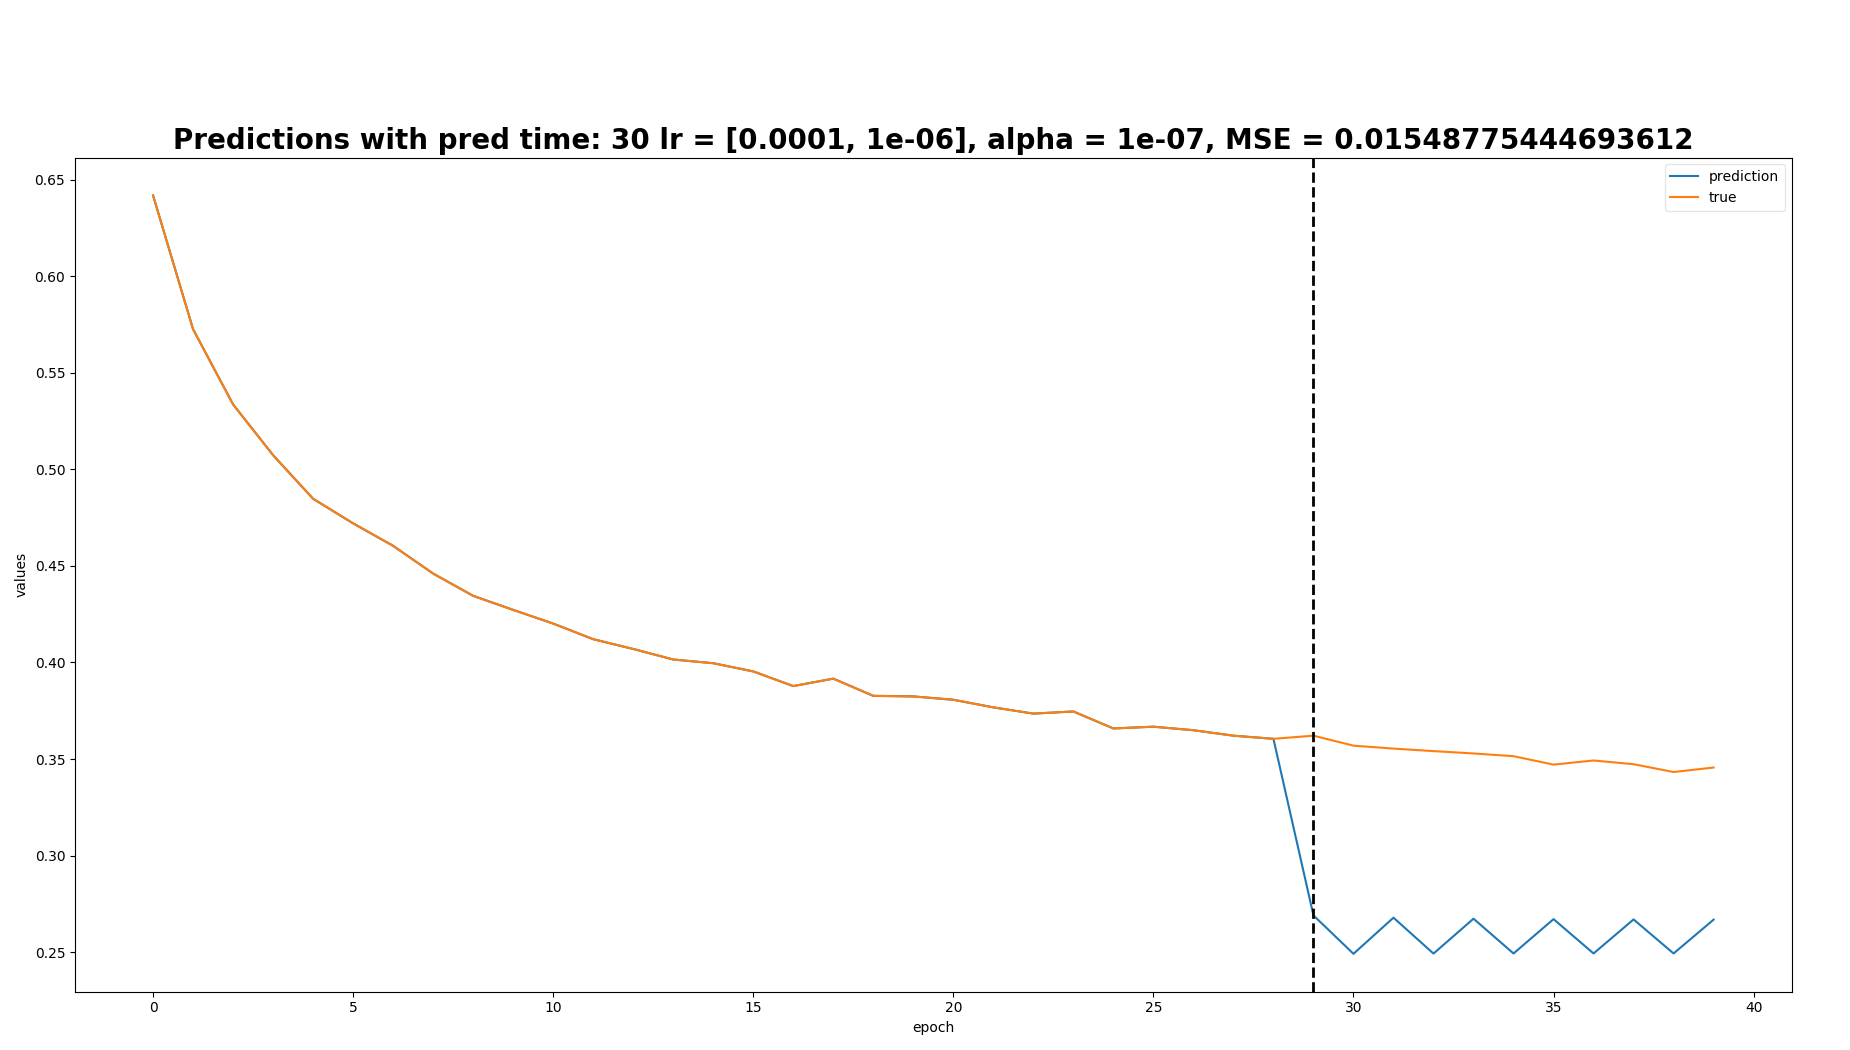 Predictions with pred time: 30 lr = [0.0001, 1e-06], alpha = 1e-07, MSE = 0.01548775444693612
prediction
true
0.65
0.60
0.55
0.50
0.45
0.40
0.35
0.30
0.25
values
0 5 10 15 20 25 30 35 40
epoch